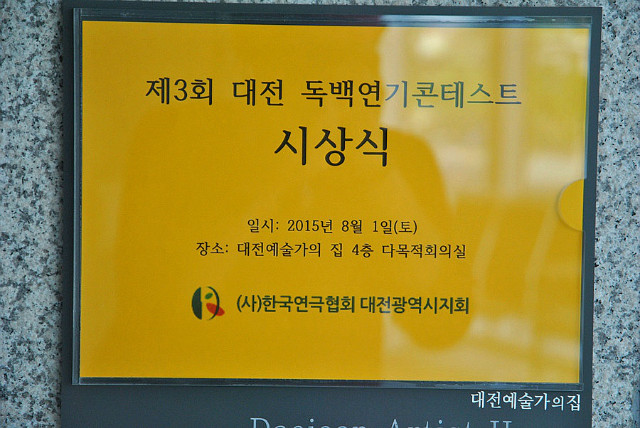 제3회 대전 독백연기콘테스트
시상식
일시: 2015년 8월 1일(토)
장소: 대전예술가의 집 4층 다목적회의실
(사)한국연극협회 대전광역시지회
대전예술가의집
Artist